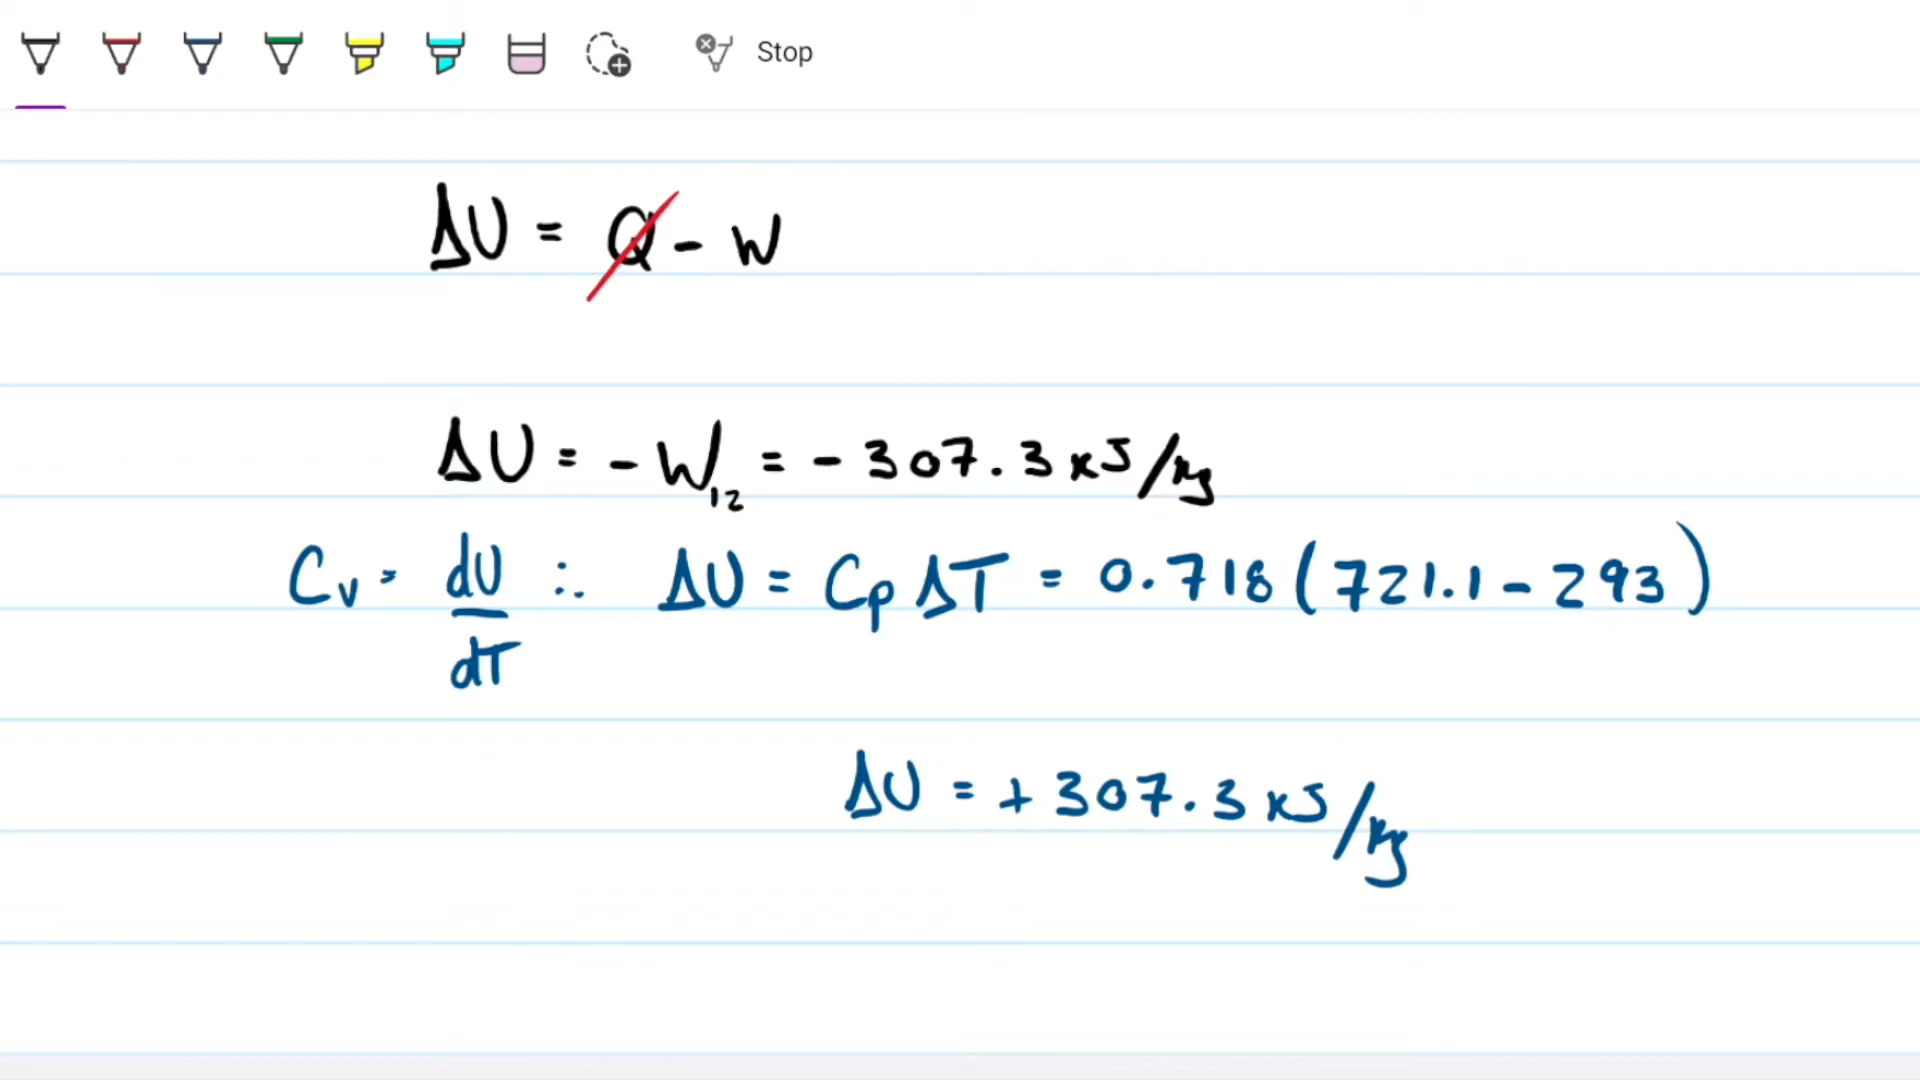 Stop
ΔU = Q - W
ΔU = - W₁₂ = - 307.3 kJ/kg
Cv = dU/dT ∴ ΔU = Cp ΔT = 0.718 (721.1 - 293)
ΔU = + 307.3 kJ/kg